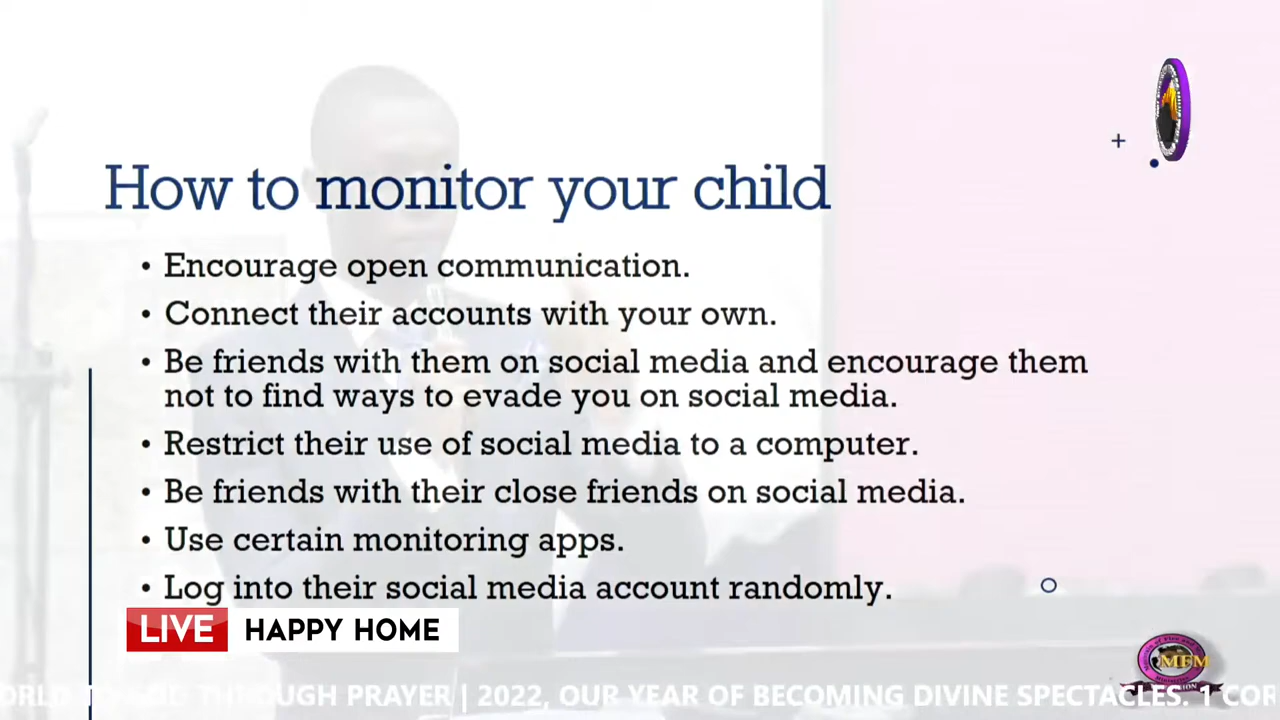 How to monitor your child
• Encourage open communication.
• Connect their accounts with your own.
• Be friends with them on social media and encourage them
not to find ways to evade you on social media.
• Restrict their use of social media to a computer.
• Be friends with their close friends on social media.
• Use certain monitoring apps.
• Log into their social media account randomly.
LIVE HAPPY HOME
MFM
THROUGH PRAYER | 2022, OUR YEAR OF BECOMING DIVINE SPECTACLES. 1 COR